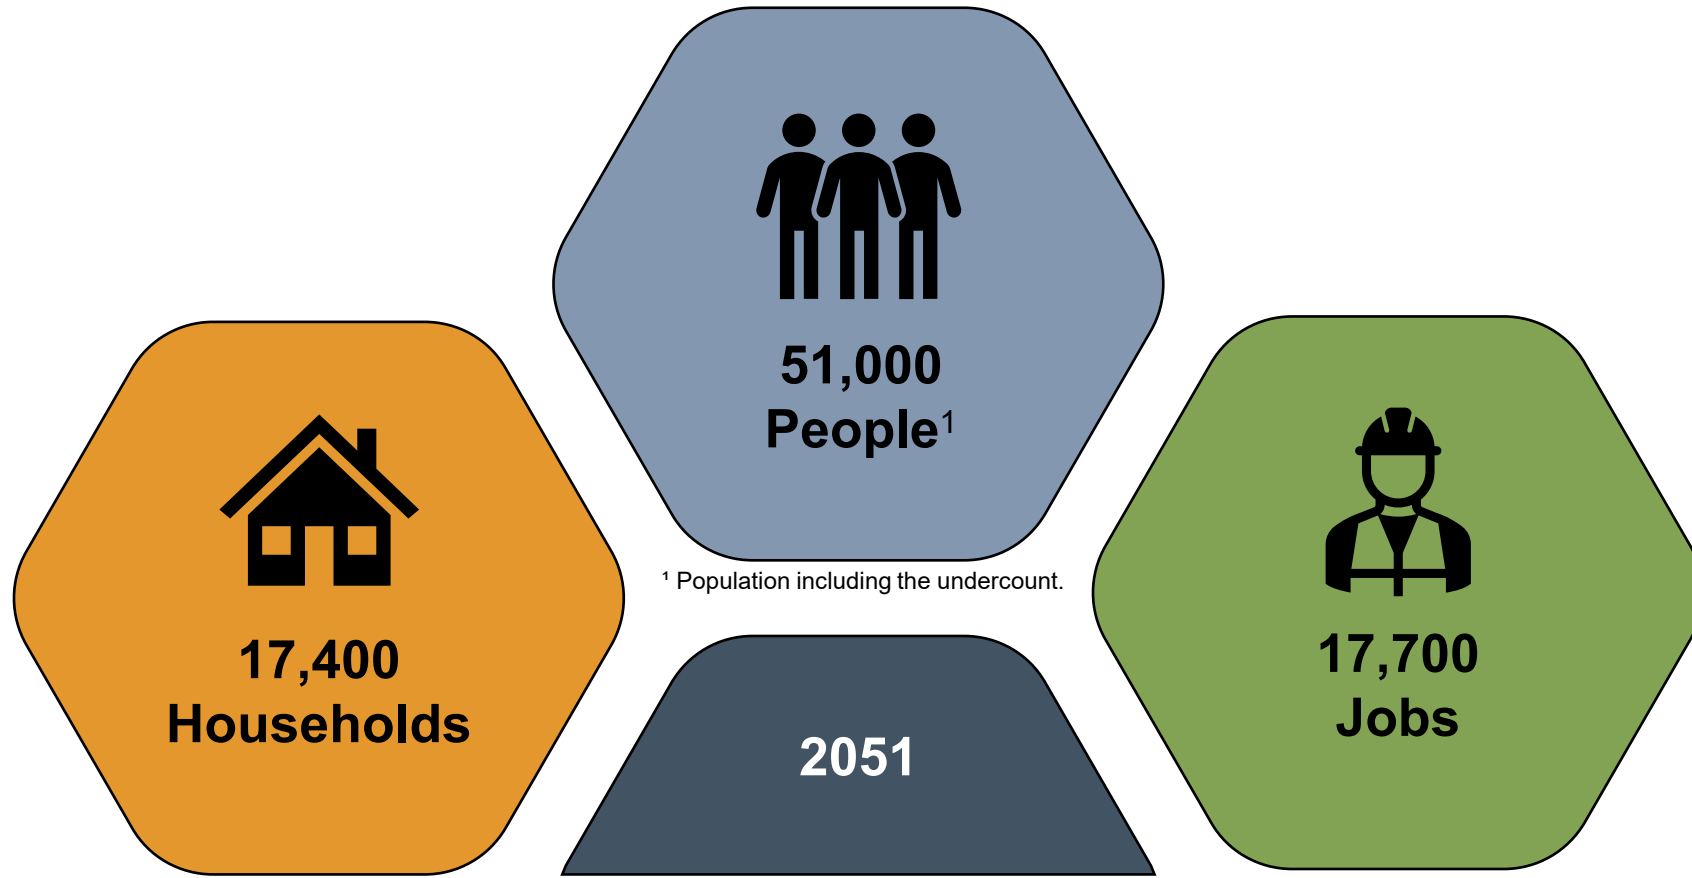 51,000
People¹
¹ Population including the undercount.
17,400
Households
2051
17,700
Jobs